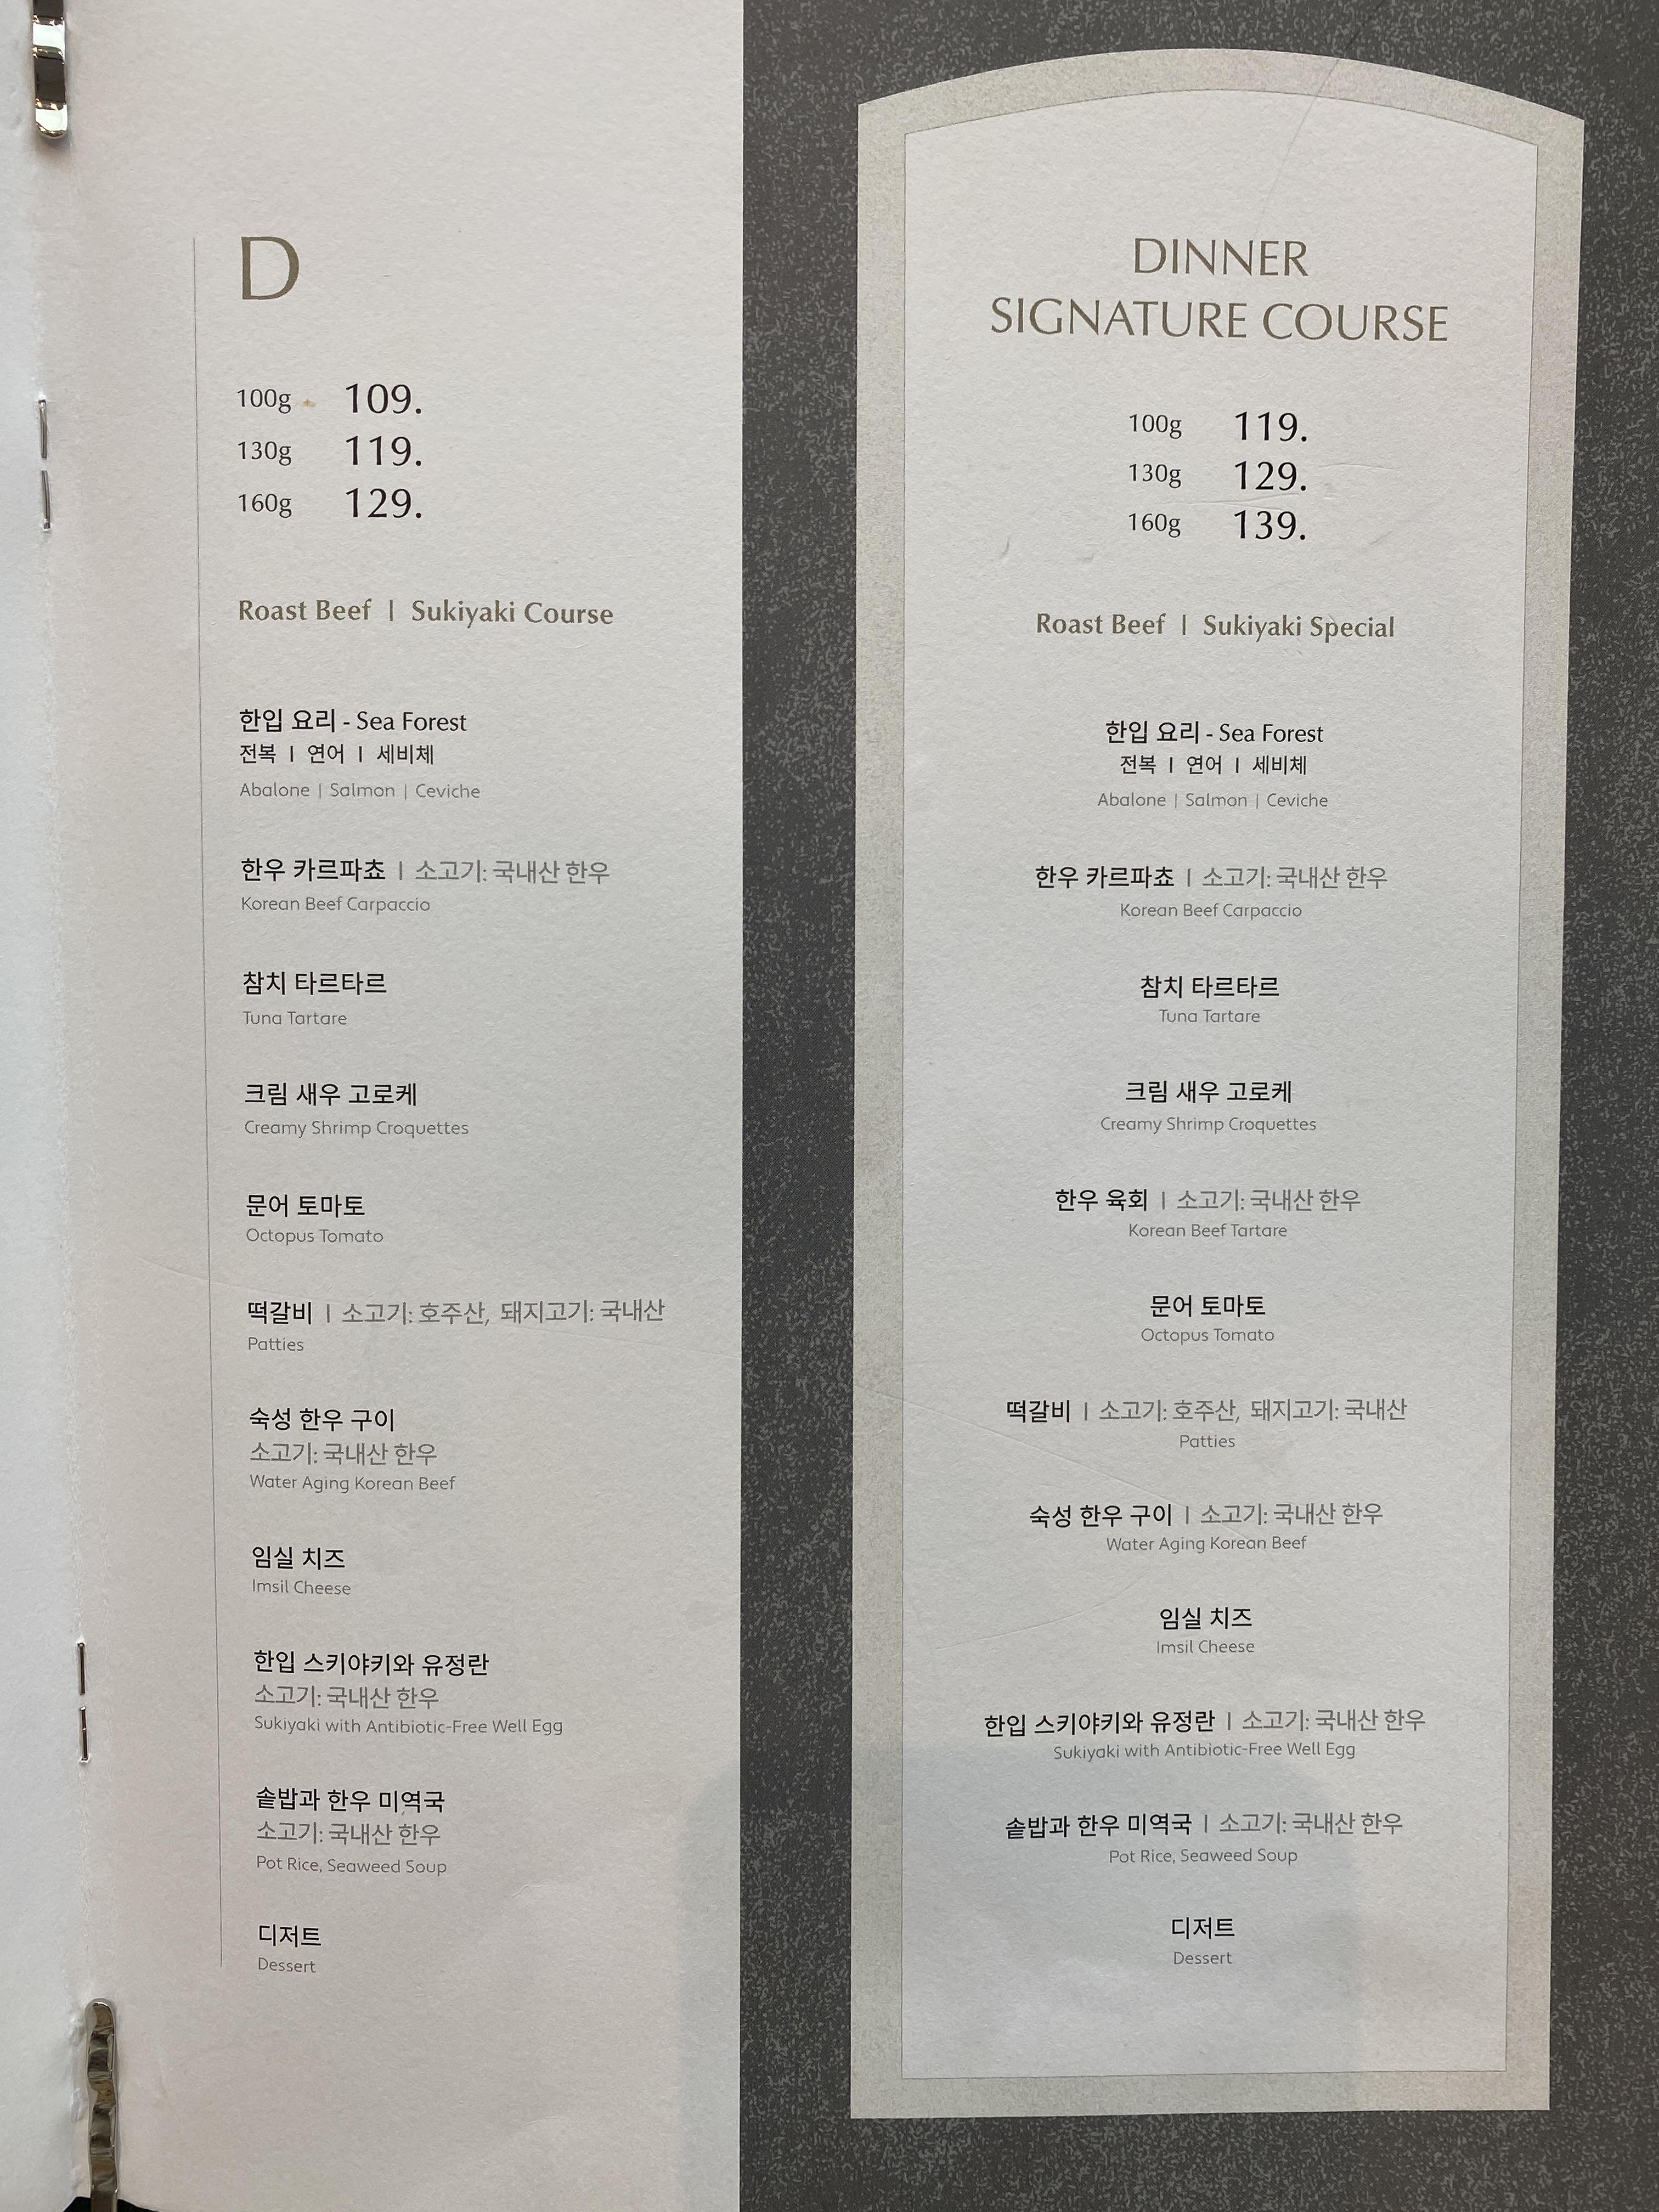 D
100g 109.
130g 119.
160g 129.
Roast Beef | Sukiyaki Course
한입 요리 - Sea Forest
전복 | 연어 | 세비체
Abalone | Salmon | Ceviche
한우 카르파쵸 | 소고기: 국내산 한우
Korean Beef Carpaccio
참치 타르타르
Tuna Tartare
크림 새우 고로케
Creamy Shrimp Croquettes
문어 토마토
Octopus Tomato
떡갈비 | 소고기: 호주산, 돼지고기: 국내산
Patties
숙성 한우 구이
소고기: 국내산 한우
Water Aging Korean Beef
임실 치즈
Imsil Cheese
한입 스키야키와 유정란
소고기: 국내산 한우
Sukiyaki with Antibiotic-Free Well Egg
솥밥과 한우 미역국
소고기: 국내산 한우
Pot Rice, Seaweed Soup
디저트
Dessert
DINNER
SIGNATURE COURSE
100g 119.
130g 129.
160g 139.
Roast Beef | Sukiyaki Special
한입 요리 - Sea Forest
전복 | 연어 | 세비체
Abalone | Salmon | Ceviche
한우 카르파쵸 | 소고기: 국내산 한우
Korean Beef Carpaccio
참치 타르타르
Tuna Tartare
크림 새우 고로케
Creamy Shrimp Croquettes
한우 육회 | 소고기: 국내산 한우
Korean Beef Tartare
문어 토마토
Octopus Tomato
떡갈비 | 소고기: 호주산, 돼지고기: 국내산
Patties
숙성 한우 구이 | 소고기: 국내산 한우
Water Aging Korean Beef
임실 치즈
Imsil Cheese
한입 스키야키와 유정란 | 소고기: 국내산 한우
Sukiyaki with Antibiotic-Free Well Egg
솥밥과 한우 미역국 | 소고기: 국내산 한우
Pot Rice, Seaweed Soup
디저트
Dessert